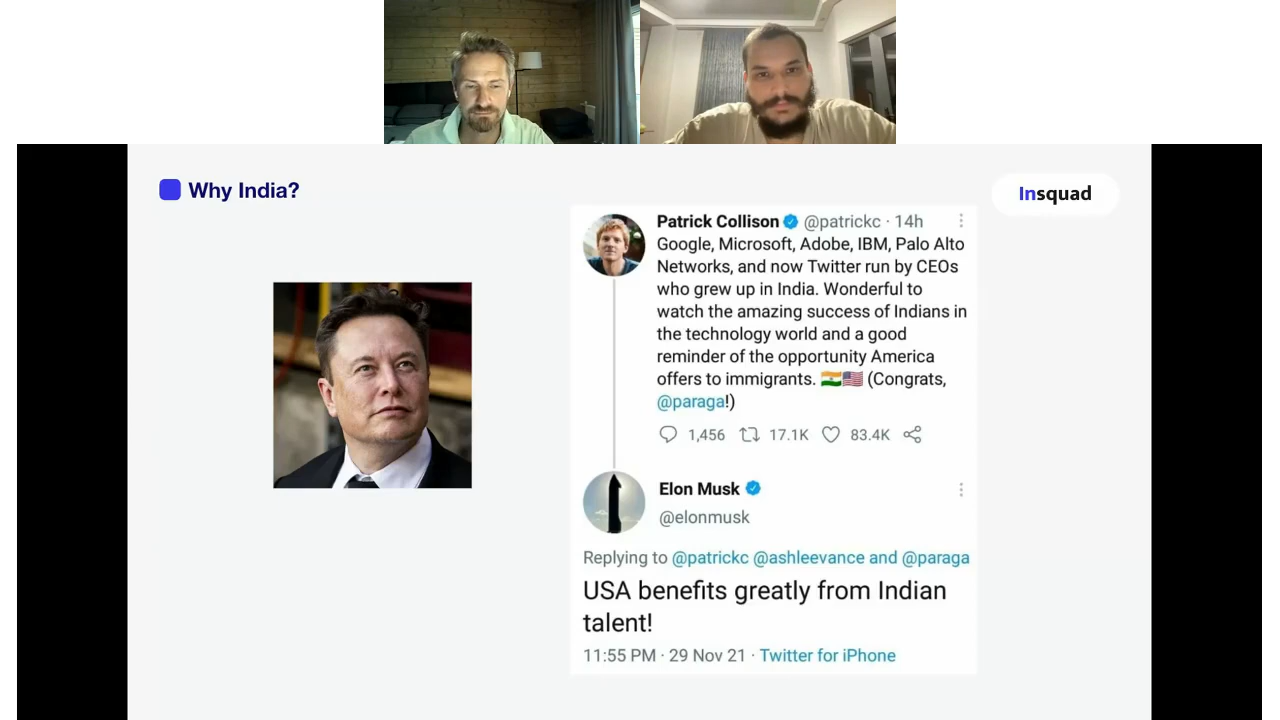 Why India?
Insquad
Patrick Collison @patrickc · 14h
Google, Microsoft, Adobe, IBM, Palo Alto
Networks, and now Twitter run by CEOs
who grew up in India. Wonderful to
watch the amazing success of Indians in
the technology world and a good
reminder of the opportunity America
offers to immigrants. 🇮🇳🇺🇸 (Congrats,
@paraga!)
1,456 17.1K 83.4K
Elon Musk
@elonmusk
Replying to @patrickc @ashleevance and @paraga
USA benefits greatly from Indian
talent!
11:55 PM · 29 Nov 21 · Twitter for iPhone